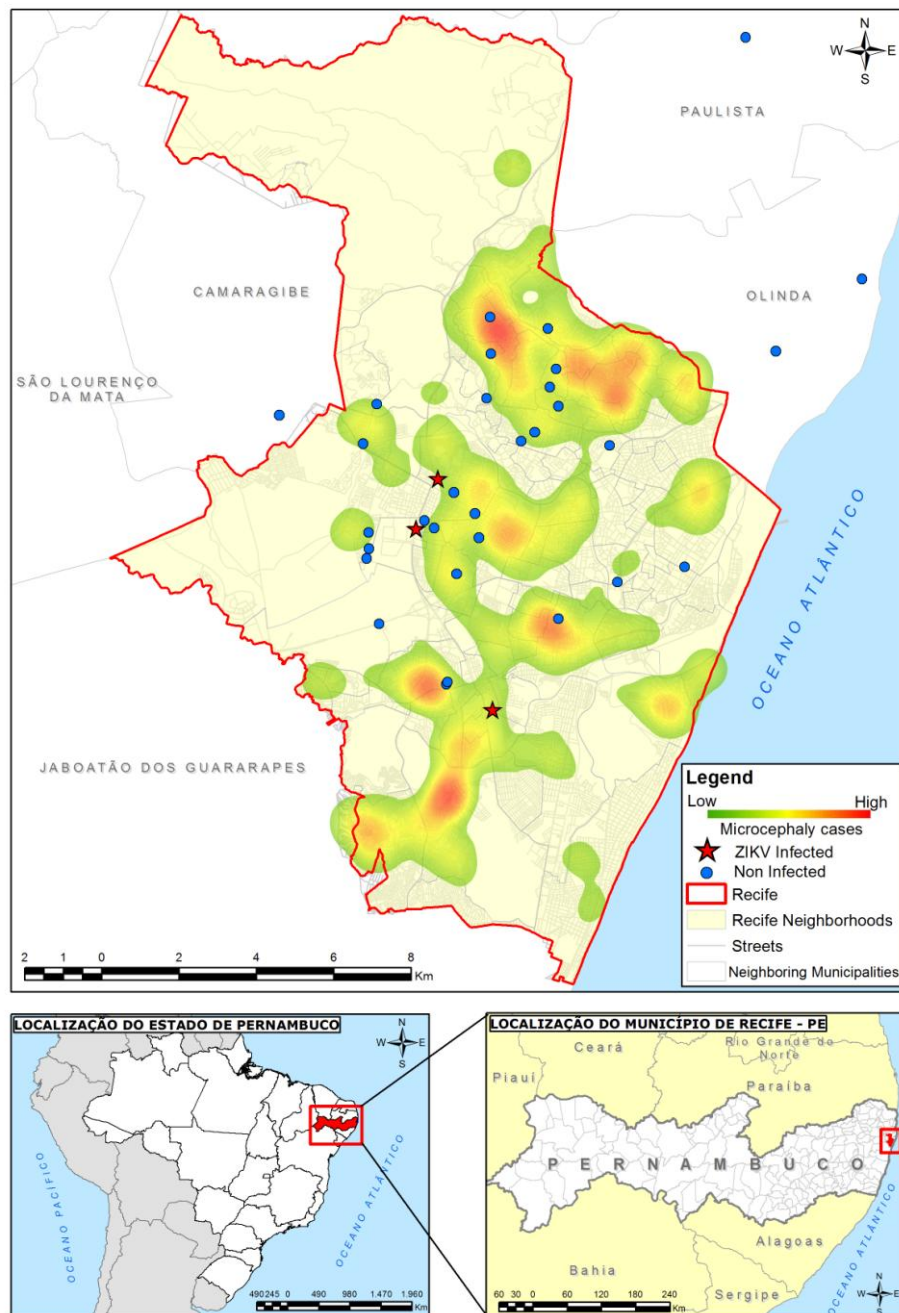 N
W E
S
PAULISTA
CAMARAGIBE
OLINDA
SÃO LOURENÇO
DA MATA
OCEANO ATLÂNTICO
JABOATÃO DOS GUARARAPES
Legend
Low High
Microcephaly cases
ZIKV Infected
Non Infected
Recife
Recife Neighborhoods
Streets
Neighboring Municipalities
2 1 0 2 4 6 8
Km
LOCALIZAÇÃO DO ESTADO DE PERNAMBUCO
N
W E
S
OCEANO PACÍFICO
OCEANO ATLÂNTICO
490 245 0 490 980 1.470 1.960
Km
LOCALIZAÇÃO DO MUNICÍPIO DE RECIFE - PE
N
W E
S
Ceará
Rio Grande do
Norte
Piauí
Paraíba
PERNAMBUCO
Alagoas
Bahia
Sergipe
OCEANO ATLÂNTICO
60 30 0 60 120 180 240
Km